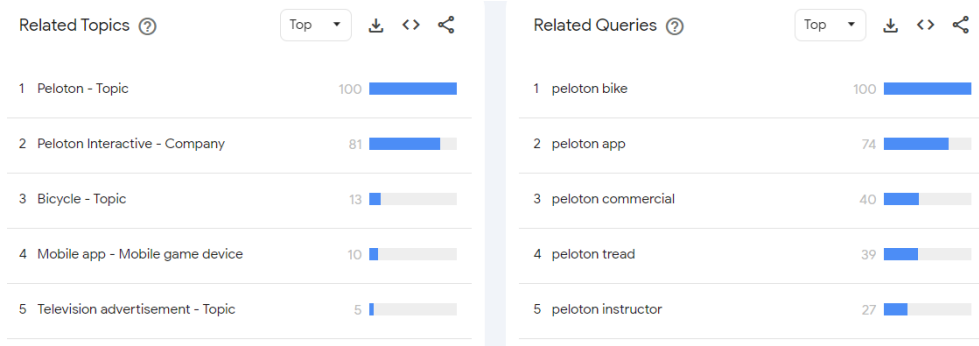 Related Topics ?
Top
1 Peloton - Topic 100
2 Peloton Interactive - Company 81
3 Bicycle - Topic 13
4 Mobile app - Mobile game device 10
5 Television advertisement - Topic 5
Related Queries ?
Top
1 peloton bike 100
2 peloton app 74
3 peloton commercial 40
4 peloton tread 39
5 peloton instructor 27